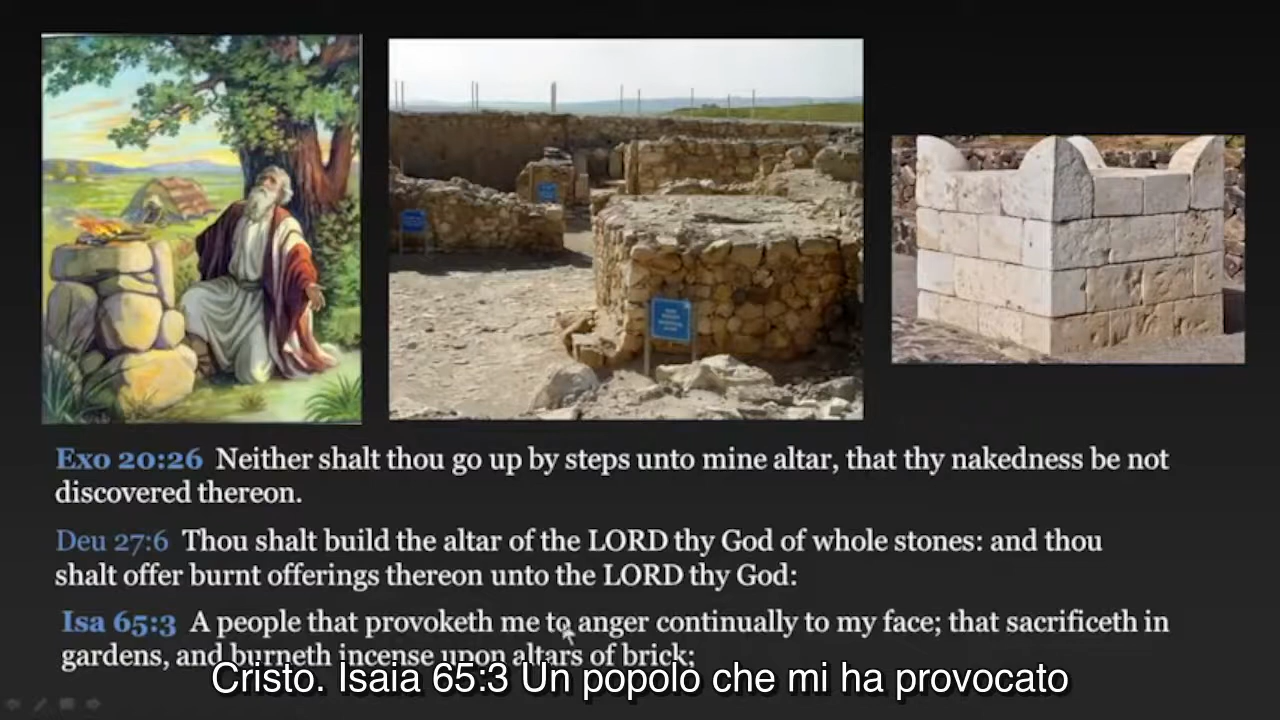 Exo 20:26 Neither shalt thou go up by steps unto mine altar, that thy nakedness be not
discovered thereon.
Deu 27:6 Thou shalt build the altar of the LORD thy God of whole stones: and thou
shalt offer burnt offerings thereon unto the LORD thy God:
Isa 65:3 A people that provoketh me to anger continually to my face; that sacrificeth in
gardens, and burneth incense upon altars of brick;
Cristo. Isaia 65:3 Un popolo che mi ha provocato